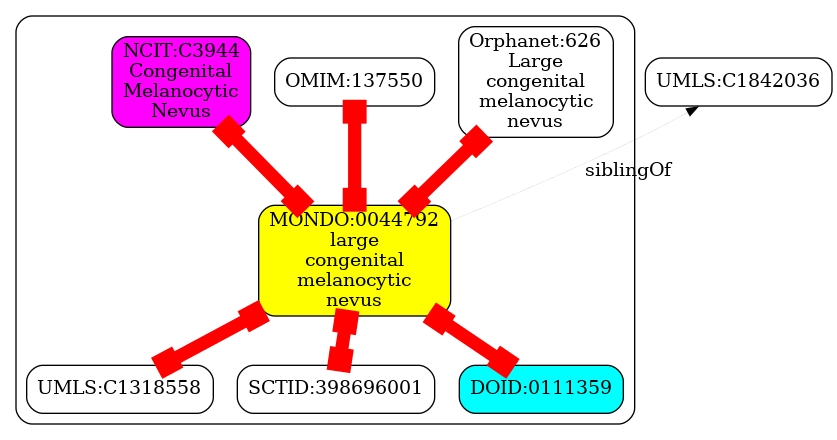 NCIT:C3944
Congenital
Melanocytic
Nevus
OMIM:137550
Orphanet:626
Large
congenital
melanocytic
nevus
UMLS:C1842036
siblingOf
MONDO:0044792
large
congenital
melanocytic
nevus
UMLS:C1318558
SCTID:398696001
DOID:0111359